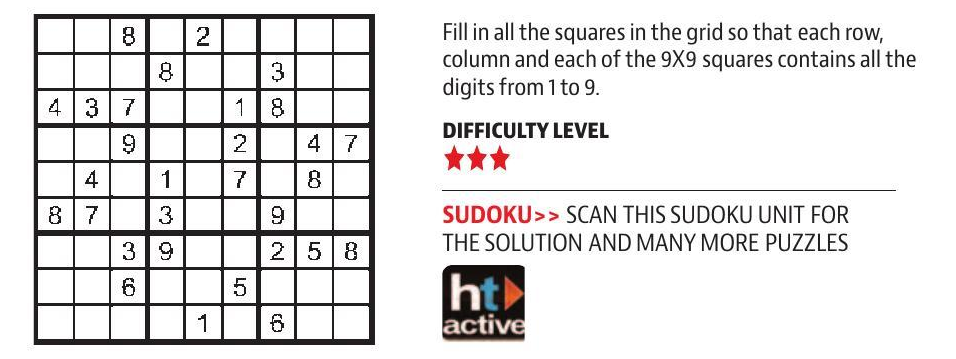 8 2
8 3
4 3 7 1 8
9 2 4 7
4 1 7 8
8 7 3 9
3 9 2 5 8
6 5
1 6
Fill in all the squares in the grid so that each row,
column and each of the 9X9 squares contains all the
digits from 1 to 9.
DIFFICULTY LEVEL
SUDOKU>> SCAN THIS SUDOKU UNIT FOR
THE SOLUTION AND MANY MORE PUZZLES
ht
active